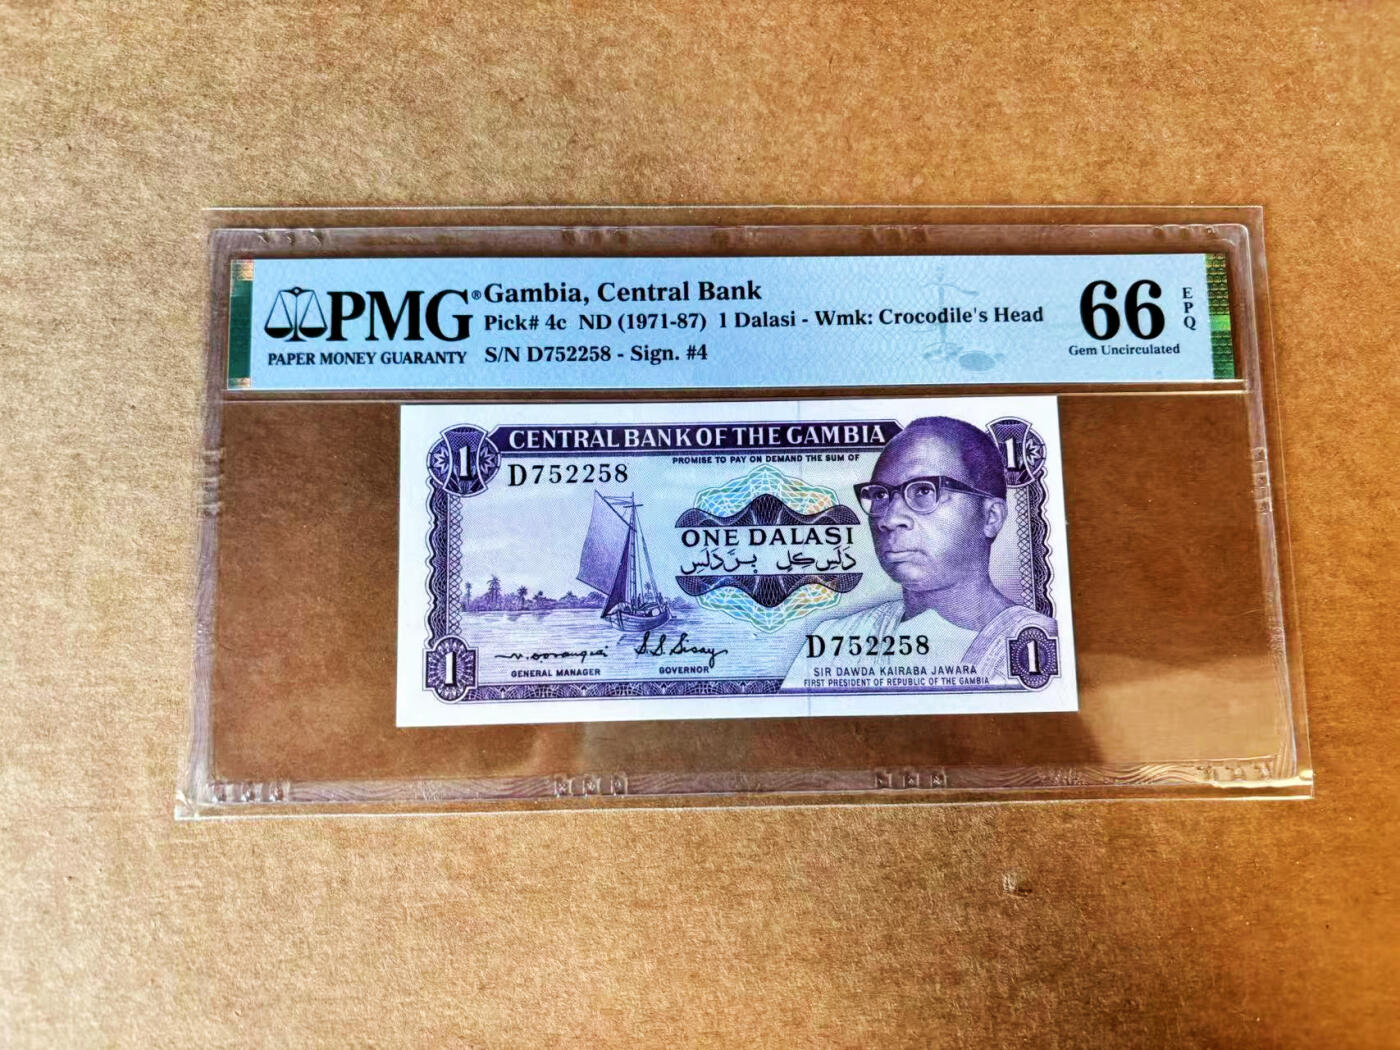 PMG®
PAPER MONEY GUARANTY
Gambia, Central Bank
Pick# 4c ND (1971-87) 1 Dalasi - Wmk: Crocodile's Head
S/N D752258 - Sign. #4
66
EPQ
Gem Uncirculated
1
CENTRAL BANK OF THE GAMBIA
1
PROMISE TO PAY ON DEMAND THE SUM OF
D752258
ONE DALASI
D752258
S.S. Sisay
GENERAL MANAGER
GOVERNOR
SIR DAWDA KAIRABA JAWARA
FIRST PRESIDENT OF REPUBLIC OF THE GAMBIA
1
1